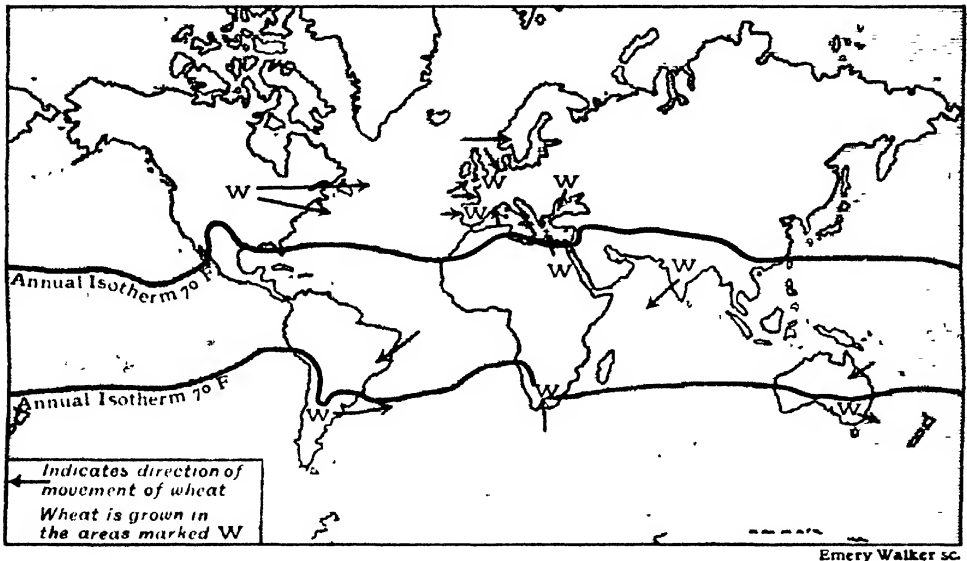 W
W
W
W
W
W
Annual Isotherm 70 F
Annual Isotherm 70 F
W
W
W
Indicates direction of
movement of wheat
Wheat is grown in
the areas marked W
Emery Walker sc.